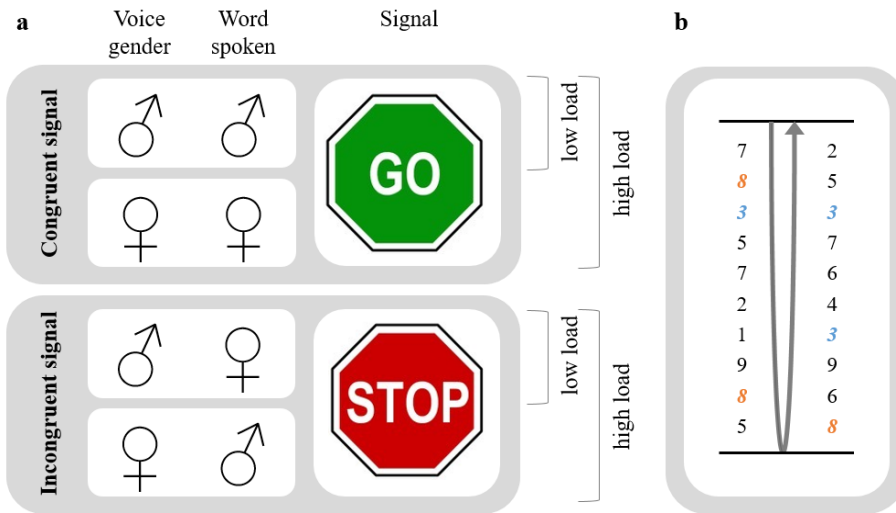 a
Voice gender
Word spoken
Signal
Congruent signal
GO
low load
high load
Incongruent signal
STOP
low load
high load
b
7 2
8 5
3 3
5 7
7 6
2 4
1 3
9 9
8 6
5 8